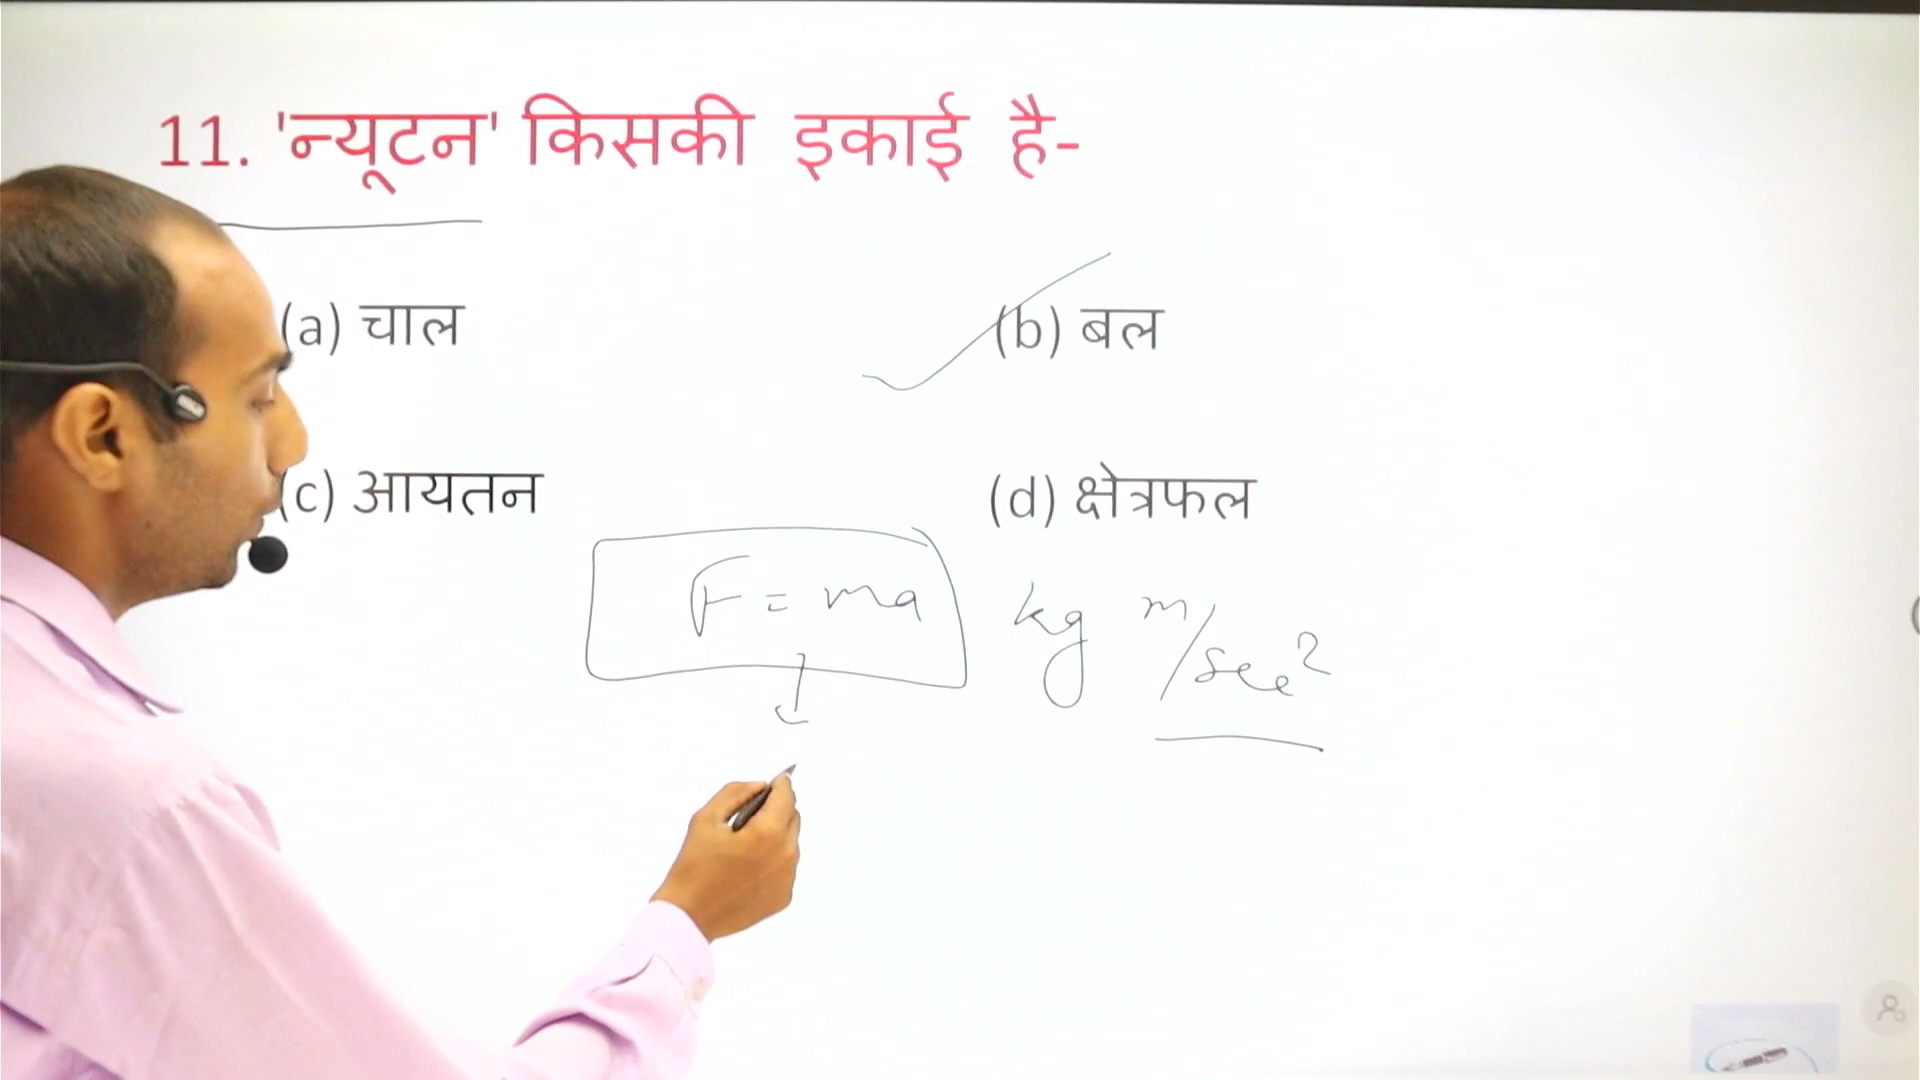 11. 'न्यूटन' किसकी इकाई है-
(a) चाल
(b) बल
(c) आयतन
(d) क्षेत्रफल
F = ma
kg m/sec²